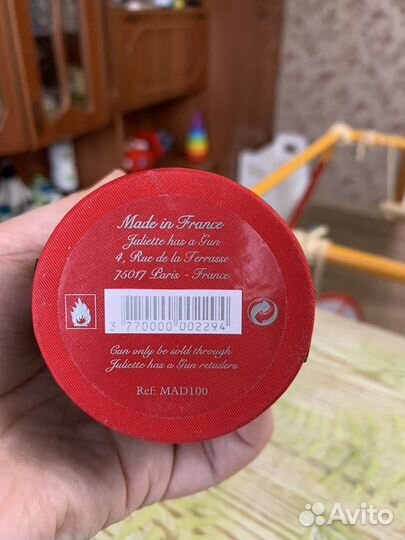 Made in France
Juliette has a Gun
4, Rue de la Terrasse
75017 Paris - France
3 770000 002294
Can only be sold through
Juliette has a Gun retailers
Ref: MAD100
Avito